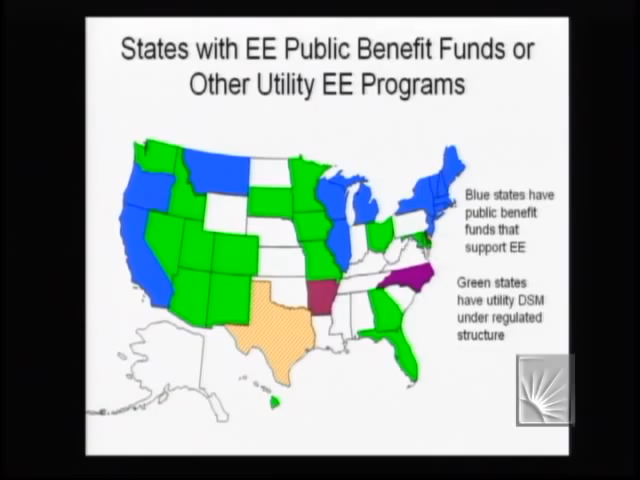 States with EE Public Benefit Funds or
Other Utility EE Programs
Blue states have
public benefit
funds that
support EE
Green states
have utility DSM
under regulated
structure